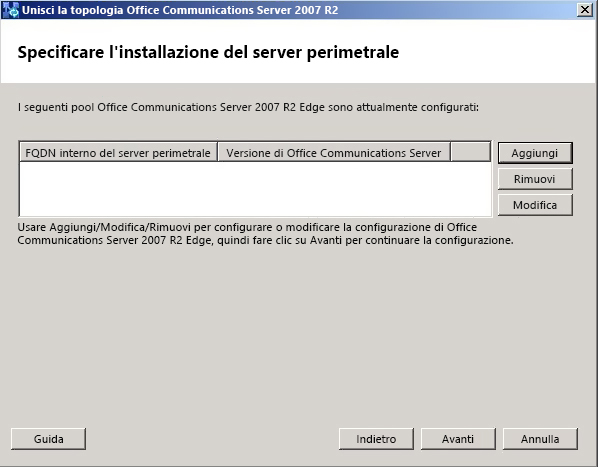 Unisci la topologia Office Communications Server 2007 R2
Specificare l'installazione del server perimetrale
I seguenti pool Office Communications Server 2007 R2 Edge sono attualmente configurati:
FQDN interno del server perimetrale Versione di Office Communications Server
Aggiungi
Rimuovi
Modifica
Usare Aggiungi/Modifica/Rimuovi per configurare o modificare la configurazione di Office
Communications Server 2007 R2 Edge, quindi fare clic su Avanti per continuare la configurazione.
Guida Indietro Avanti Annulla